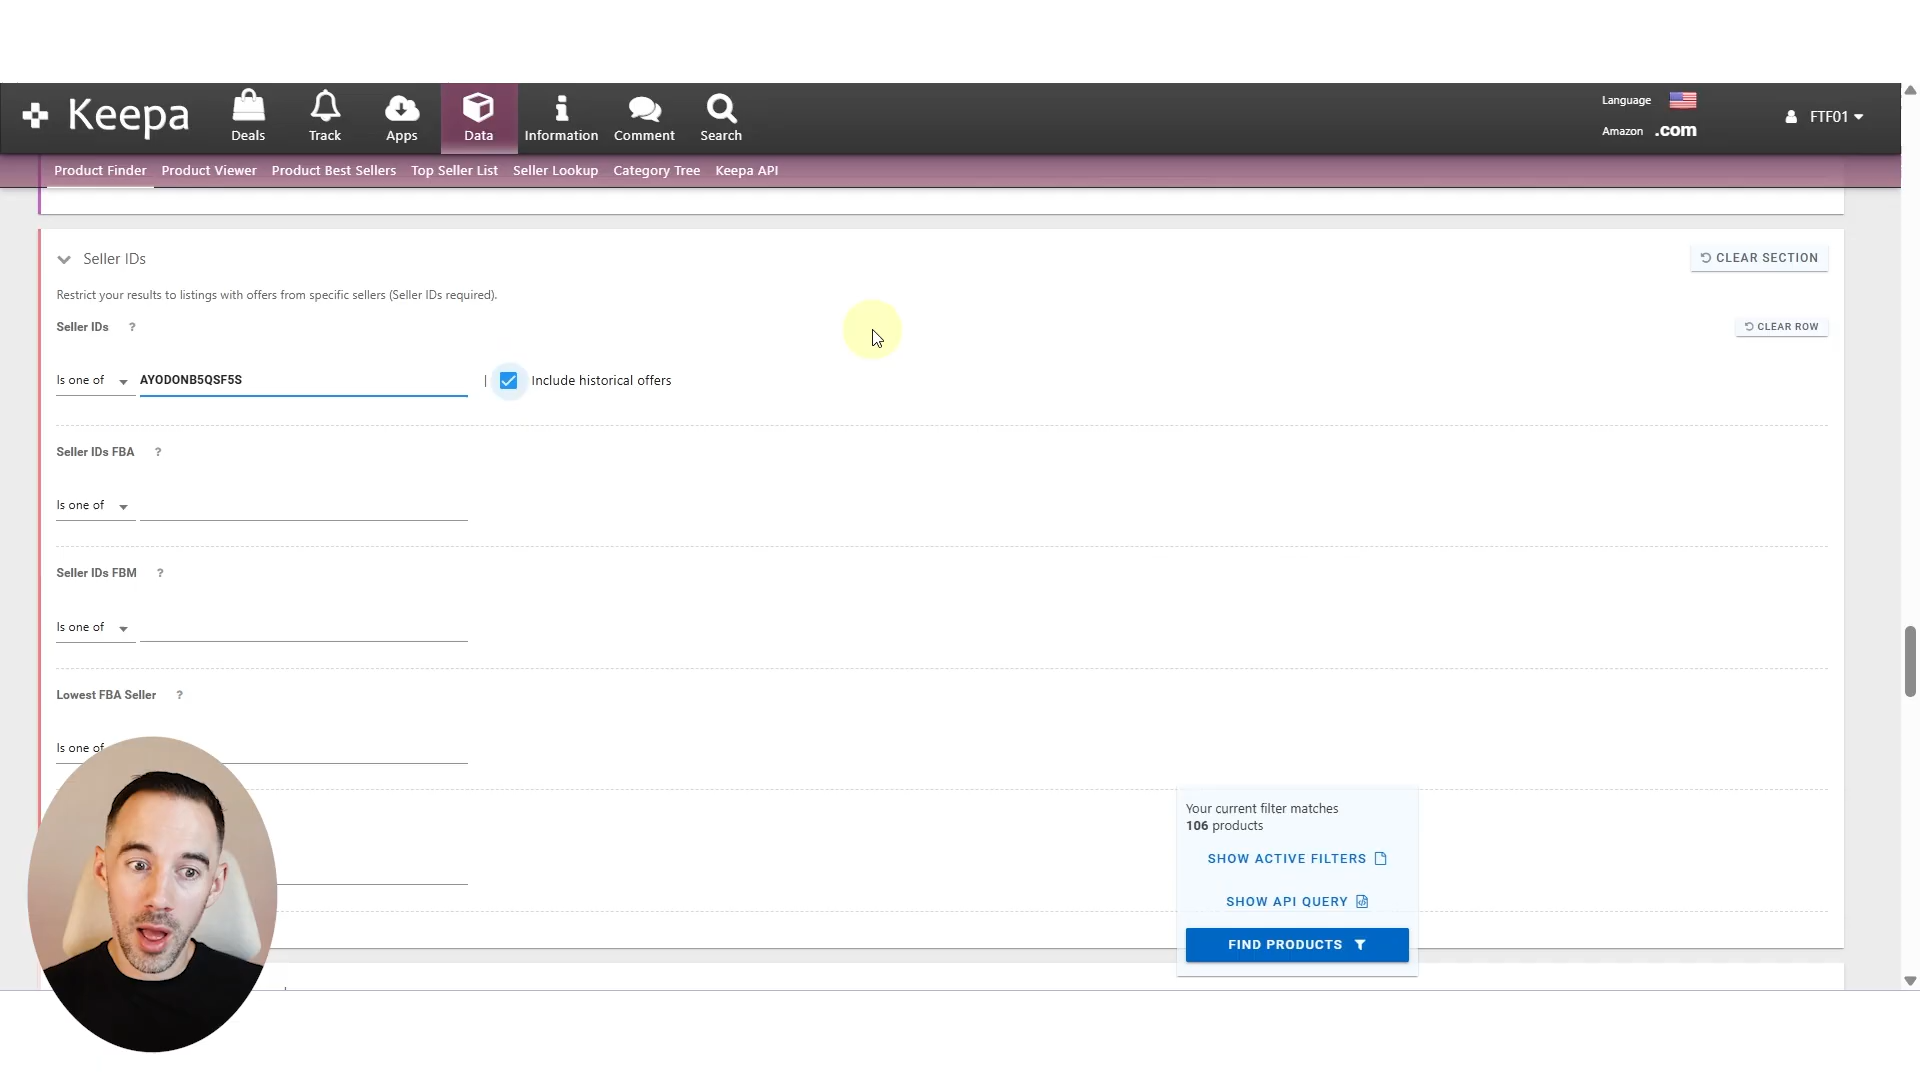 Keepa
Deals
Track
Apps
Data
Information
Comment
Search
Language
Amazon .com
FTF01
Product Finder Product Viewer Product Best Sellers Top Seller List Seller Lookup Category Tree Keepa API
Seller IDs
CLEAR SECTION
Restrict your results to listings with offers from specific sellers (Seller IDs required).
Seller IDs ?
CLEAR ROW
Is one of AYODONB5QSF5S | Include historical offers
Seller IDs FBA ?
Is one of
Seller IDs FBM ?
Is one of
Lowest FBA Seller ?
Is one of
Your current filter matches
106 products
SHOW ACTIVE FILTERS
SHOW API QUERY
FIND PRODUCTS